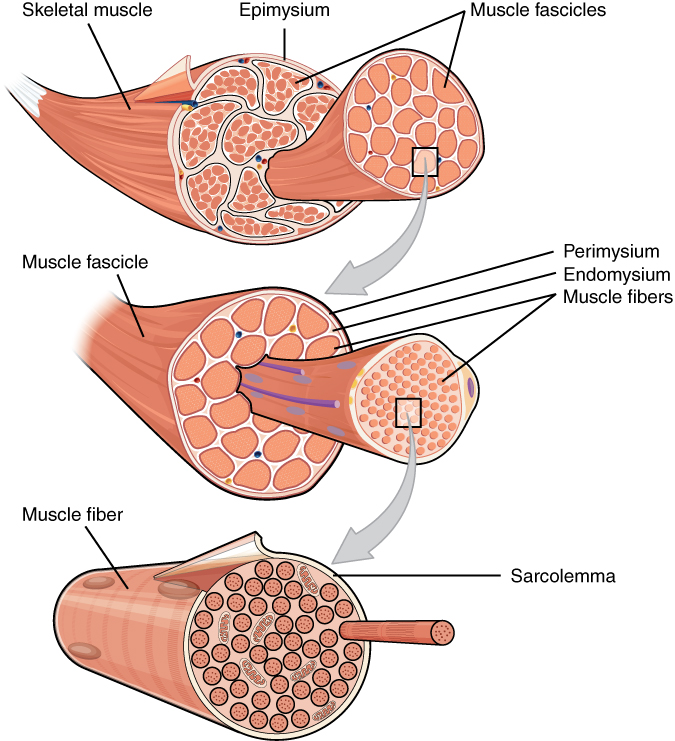 Skeletal muscle
Epimysium
Muscle fascicles
Muscle fascicle
Perimysium
Endomysium
Muscle fibers
Muscle fiber
Sarcolemma